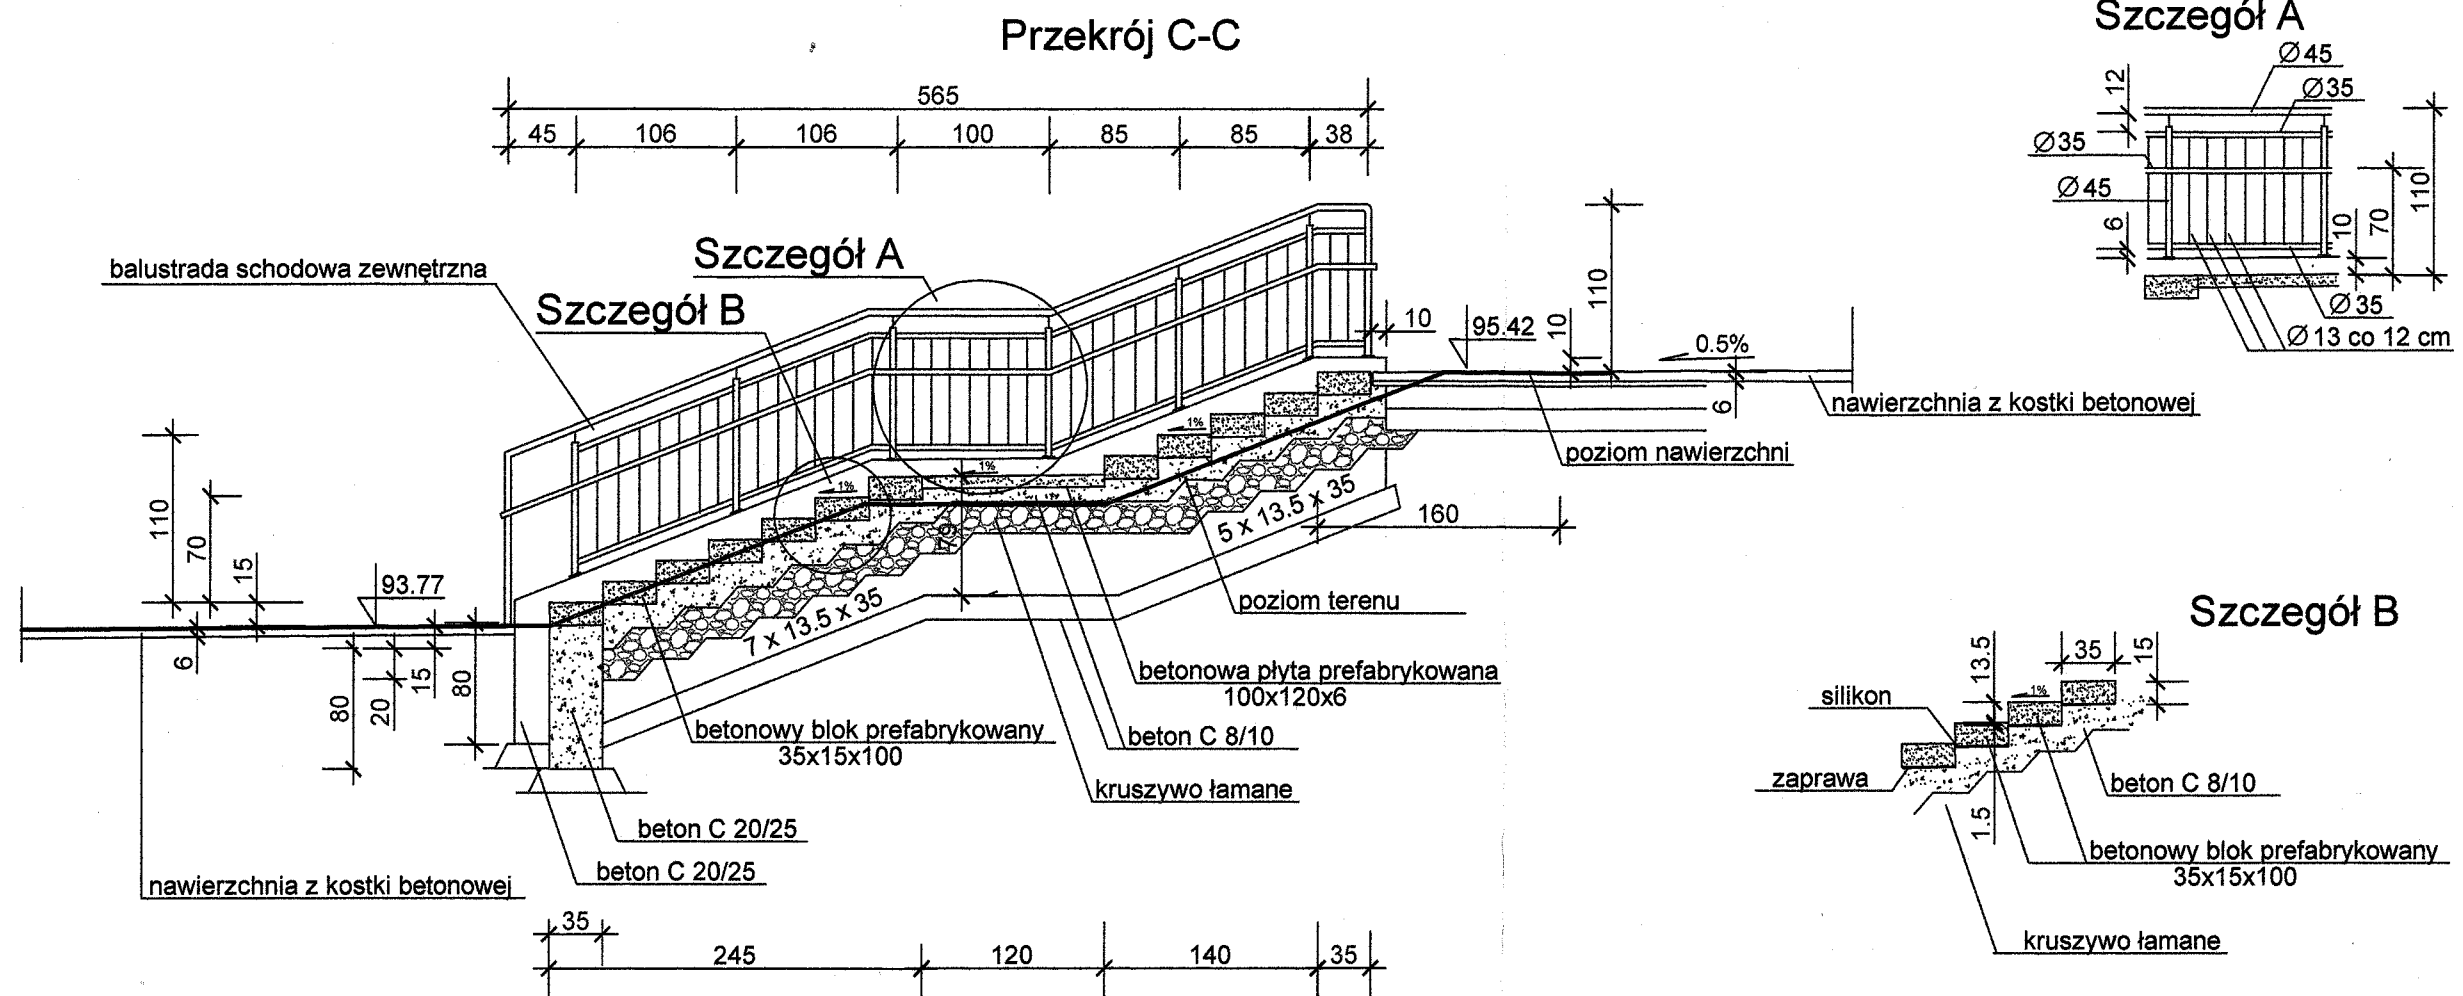 Przekrój C-C
Szczegół A
565
45 106 106 100 85 85 38
balustrada schodowa zewnętrzna
Szczegół A
Szczegół B
110
10
95.42
10
0.5%
6
nawierzchnia z kostki betonowej
poziom nawierzchni
1%
1%
1%
5 x 13.5 x 35
160
110
70
15
93.77
6
80
20
15
80
7 x 13.5 x 35
poziom terenu
betonowa płyta prefabrykowana
100x120x6
betonowy blok prefabrykowany
35x15x100
beton C 8/10
kruszywo łamane
beton C 20/25
beton C 20/25
nawierzchnia z kostki betonowej
35
245 120 140 35
Ø45
Ø35
12
Ø35
Ø45
6
10
70
110
Ø35
Ø13 co 12 cm
Szczegół B
13.5
35
15
1%
silikon
zaprawa
beton C 8/10
1.5
betonowy blok prefabrykowany
35x15x100
kruszywo łamane